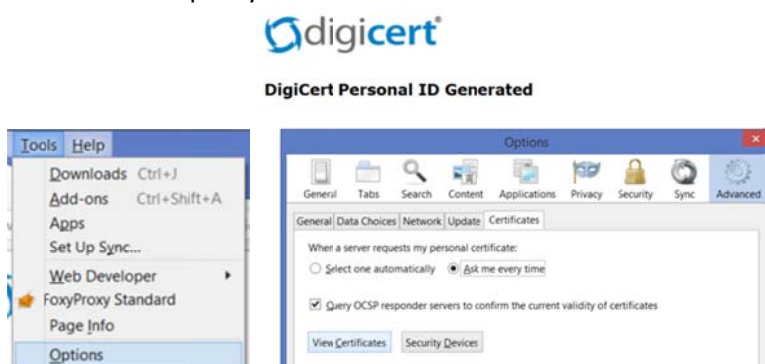 digicert®
DigiCert Personal ID Generated
Tools Help
Downloads Ctrl+J
Add-ons Ctrl+Shift+A
Apps
Set Up Sync...
Web Developer
FoxyProxy Standard
Page Info
Options
Options
General Tabs Search Content Applications Privacy Security Sync Advanced
General Data Choices Network Update Certificates
When a server requests my personal certificate:
Select one automatically Ask me every time
Query OCSP responder servers to confirm the current validity of certificates
View Certificates Security Devices